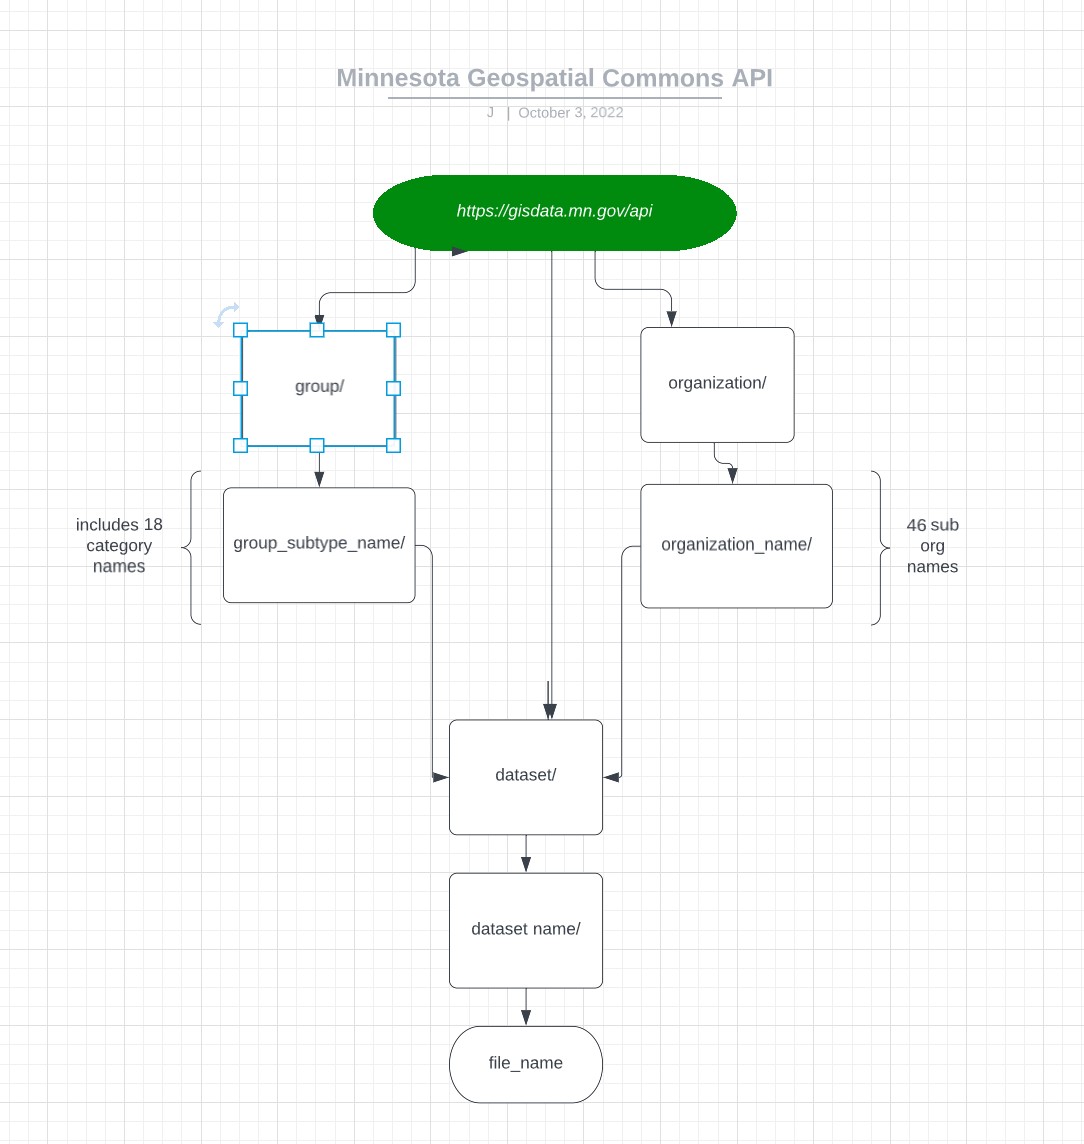 Minnesota Geospatial Commons API
J | October 3, 2022
https://gisdata.mn.gov/api
group/
organization/
includes 18
category
names
group_subtype_name/
organization_name/
46 sub
org
names
dataset/
dataset name/
file_name